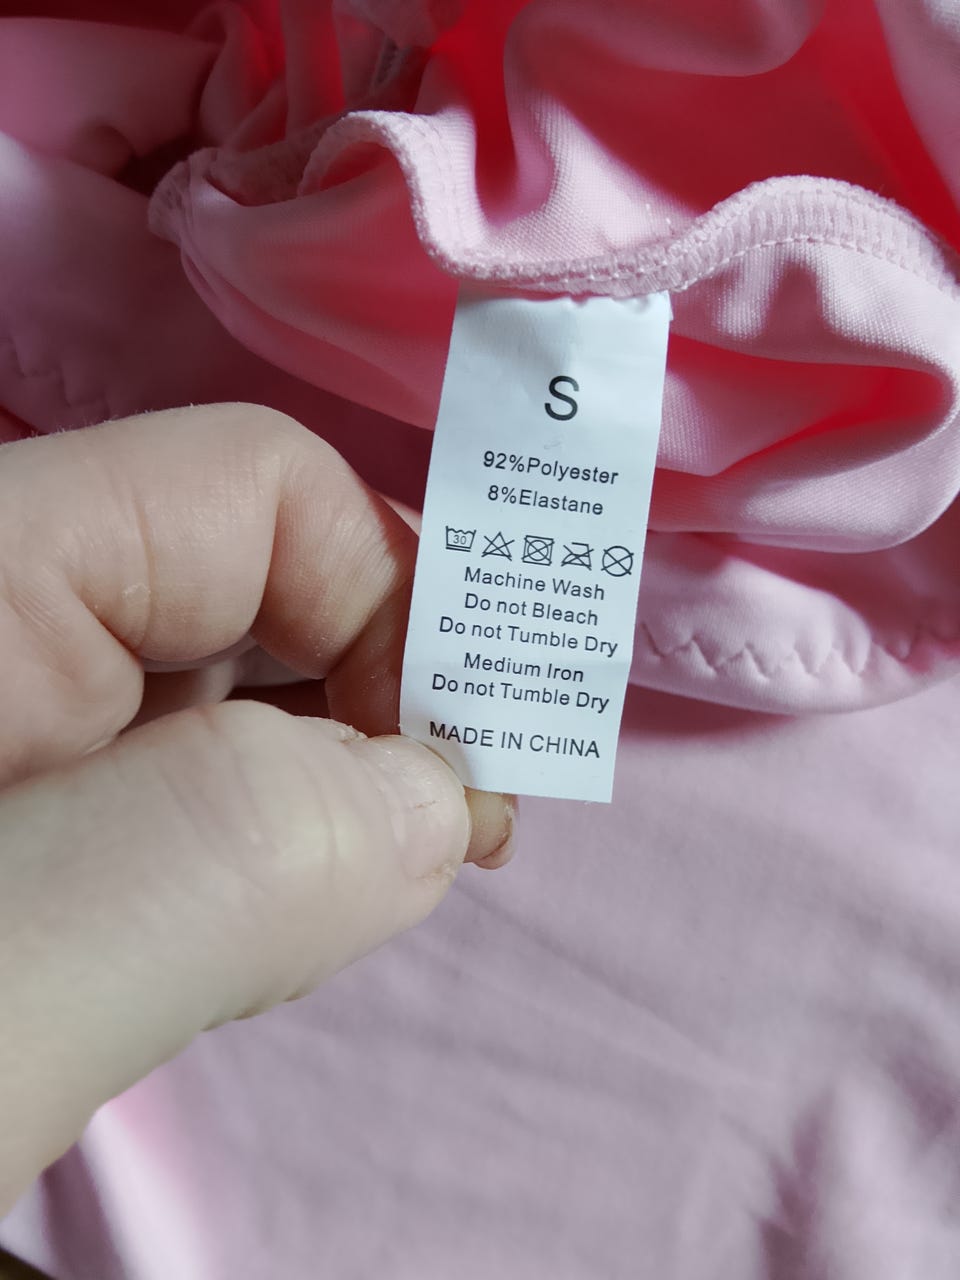 S
92%Polyester
8%Elastane
30
Machine Wash
Do not Bleach
Do not Tumble Dry
Medium Iron
Do not Tumble Dry
MADE IN CHINA